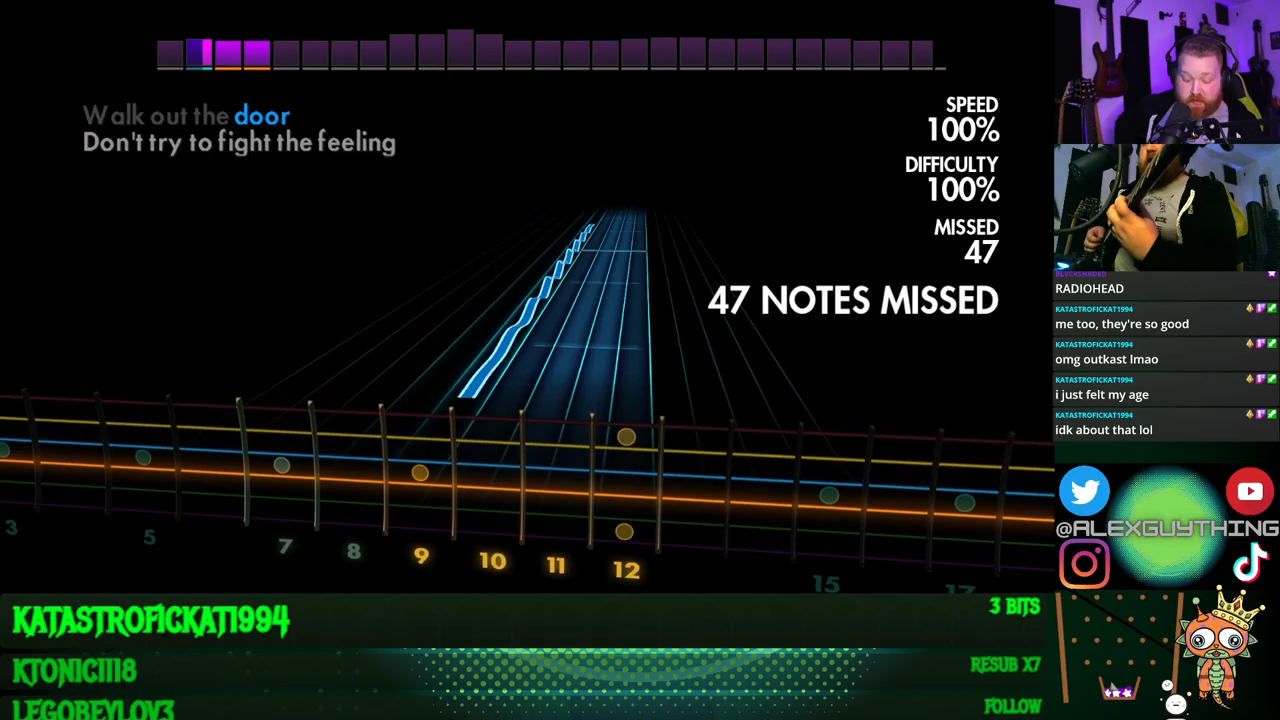 Walk out the door
Don't try to fight the feeling
SPEED
100%
DIFFICULTY
100%
MISSED
47
47 NOTES MISSED
3
5
7
8
9
10
11
12
15
17
RADIOHEAD
KATASTROFICKAT1994
me too, they're so good
KATASTROFICKAT1994
omg outkast lmao
KATASTROFICKAT1994
i just felt my age
KATASTROFICKAT1994
idk about that lol
@ALEXGUYTHING
KATASTROFICKAT1994
3 BITS
KTONIC1118
RESUB X7
LEGOBEYLOV3
FOLLOW